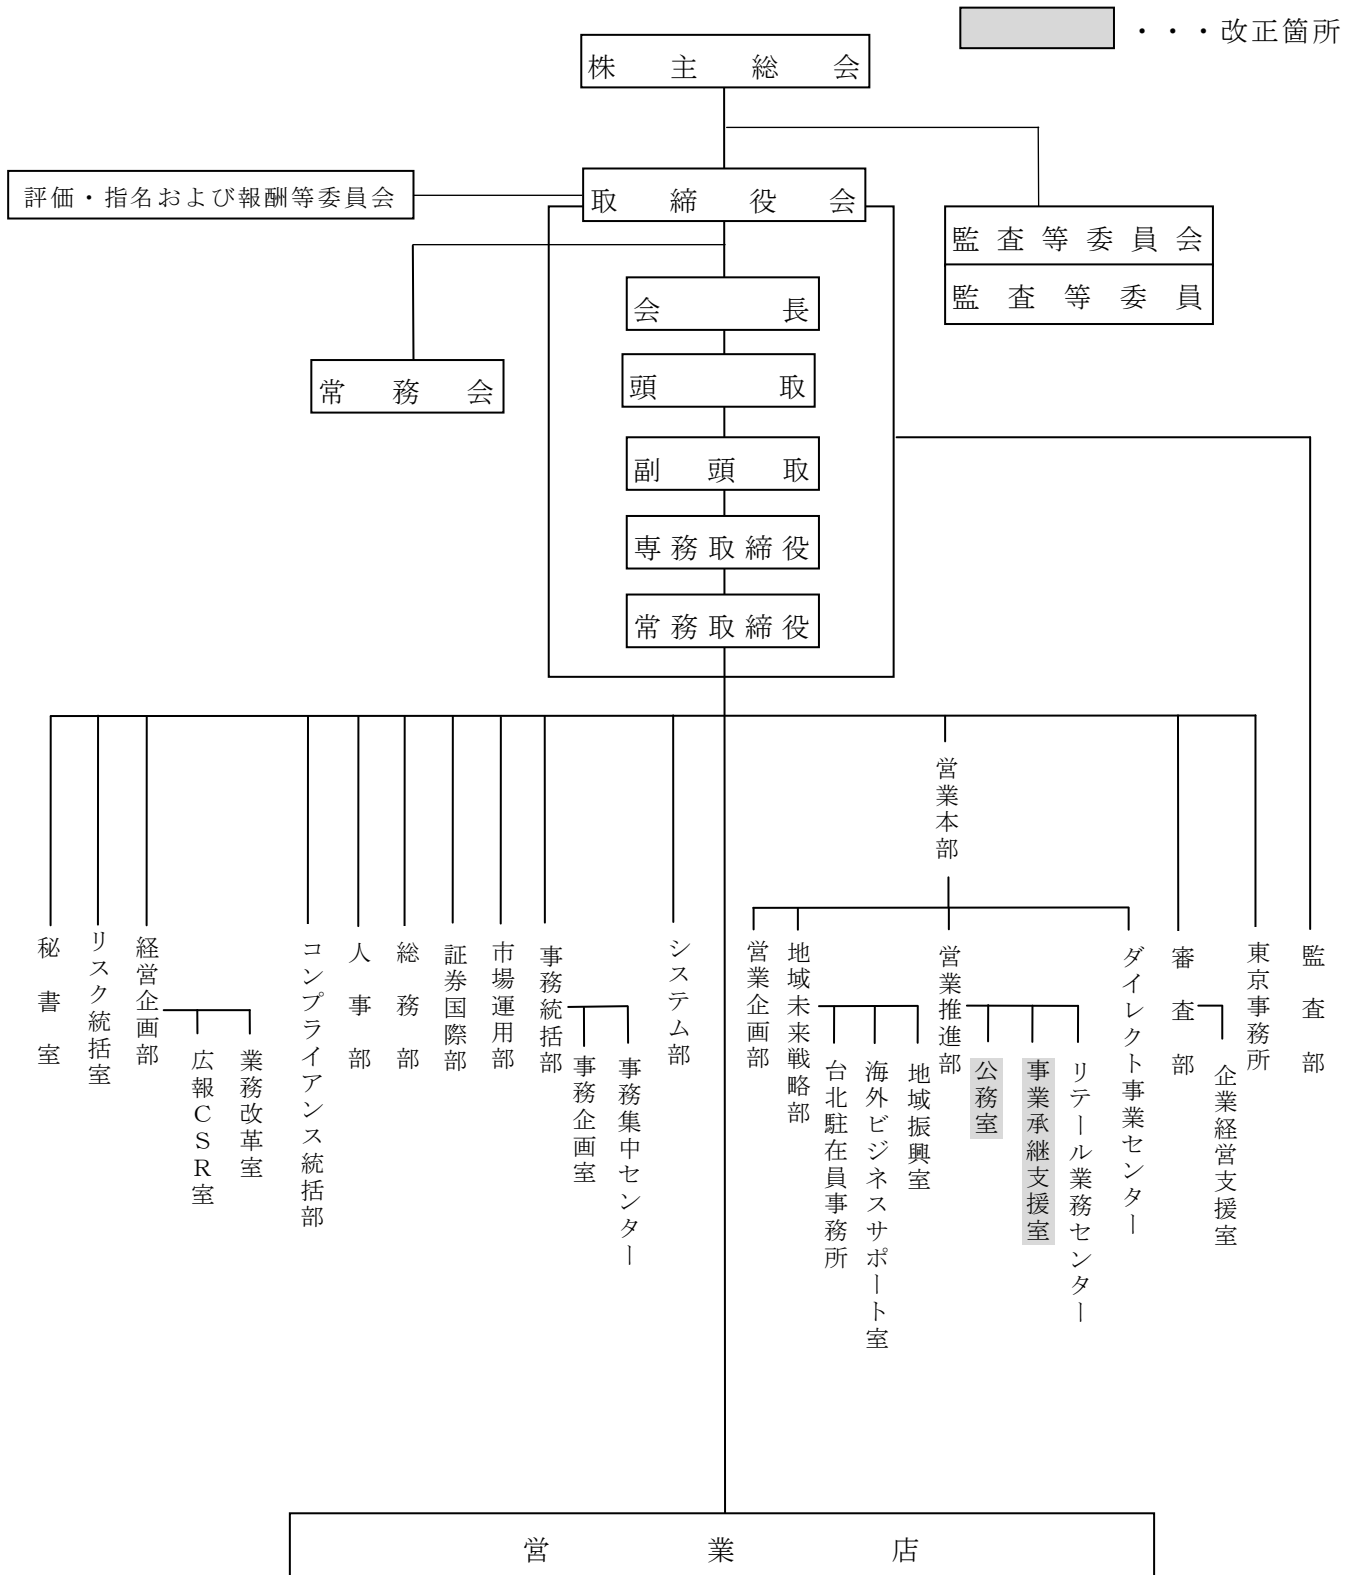 ・・・改正箇所
株主総会
評価・指名および報酬等委員会
取締役会
監査等委員会
監査等委員
会長
常務会
頭取
副頭取
専務取締役
常務取締役
営業本部
秘書室
リスク統括室
経営企画部
広報CSR室
業務改革室
コンプライアンス統括部
人事部
総務部
証券国際部
市場運用部
事務統括部
事務企画室
事務集中センター
システム部
営業企画部
地域未来戦略部
台北駐在員事務所
海外ビジネスサポート室
地域振興室
営業推進部
公務室
事業承継支援室
リテール業務センター
ダイレクト事業センター
審査部
企業経営支援室
東京事務所
監査部
営業店